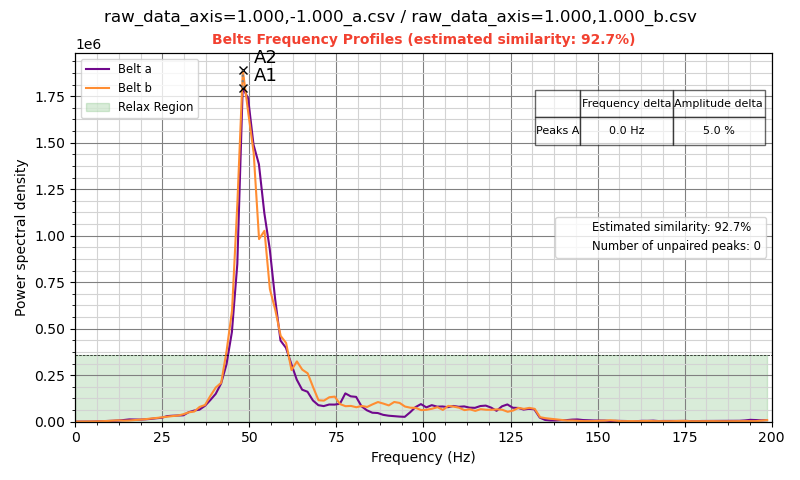 raw_data_axis=1.000,-1.000_a.csv / raw_data_axis=1.000,1.000_b.csv
Belts Frequency Profiles (estimated similarity: 92.7%)
1e6
A2
A1
Belt a
Belt b
Relax Region
Frequency delta Amplitude delta
Peaks A 0.0 Hz 5.0 %
Estimated similarity: 92.7%
Number of unpaired peaks: 0
Power spectral density
1.75
1.50
1.25
1.00
0.75
0.50
0.25
0.00
0 25 50 75 100 125 150 175 200
Frequency (Hz)